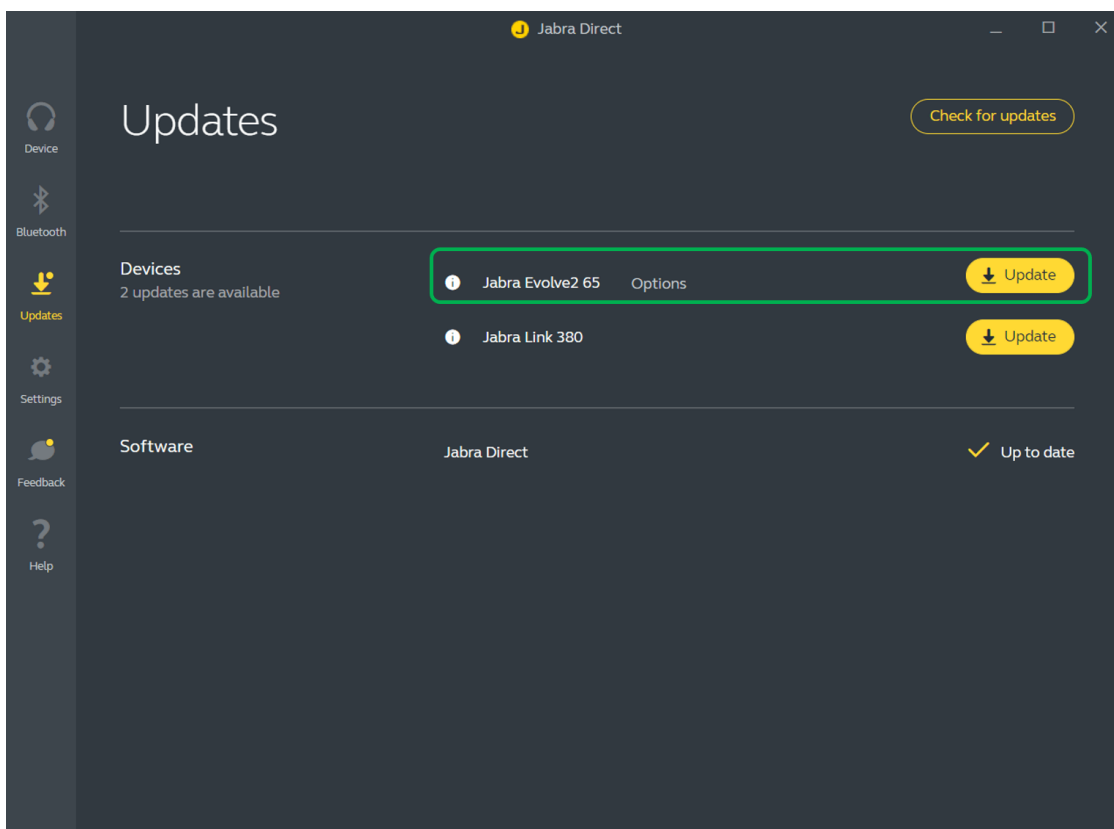 Jabra Direct
Device
Bluetooth
Updates
Settings
Feedback
Help
Updates
Check for updates
Devices
2 updates are available
Jabra Evolve2 65 Options Update
Jabra Link 380 Update
Software
Jabra Direct Up to date